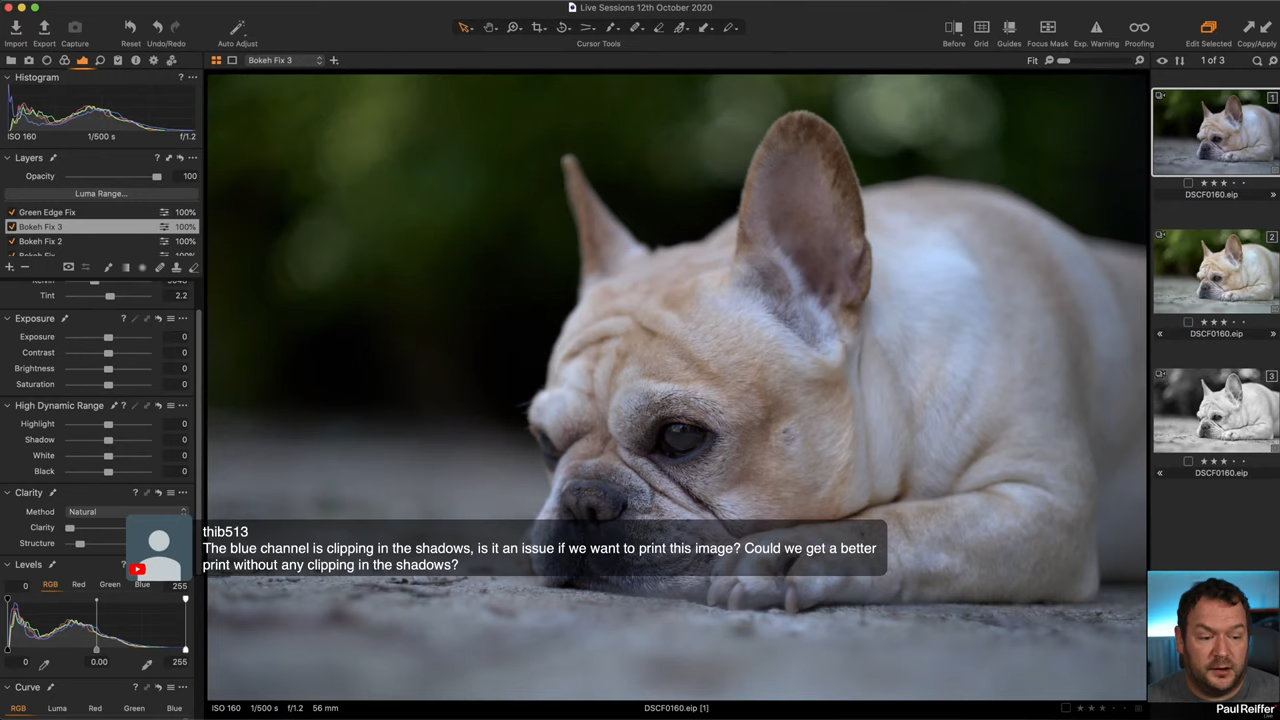 Live Sessions 12th October 2020
Import
Export
Capture
Reset
Undo/Redo
Auto Adjust
Cursor Tools
Before
Grid
Guides
Focus Mask
Exp. Warning
Proofing
Edit Selected
Copy/Apply
Bokeh Fix 3
Fit
1 of 3
Histogram
ISO 160
1/500 s
f/1.2
Layers
Opacity
100
Luma Range...
Green Edge Fix
100%
Bokeh Fix 3
100%
Bokeh Fix 2
100%
Tint
2.2
Exposure
Exposure
0
Contrast
0
Brightness
0
Saturation
0
High Dynamic Range
Highlight
0
Shadow
0
White
0
Black
0
Clarity
Method
Natural
Clarity
Structure
Levels
0
RGB
Red
Green
Blue
255
0
0.00
255
Curve
RGB
Luma
Red
Green
Blue
thib513
The blue channel is clipping in the shadows, is it an issue if we want to print this image? Could we get a better
print without any clipping in the shadows?
ISO 160
1/500 s
f/1.2
56 mm
DSCF0160.eip [1]
1
DSCF0160.eip
2
DSCF0160.eip
3
DSCF0160.eip
Paul Reiffer
Live